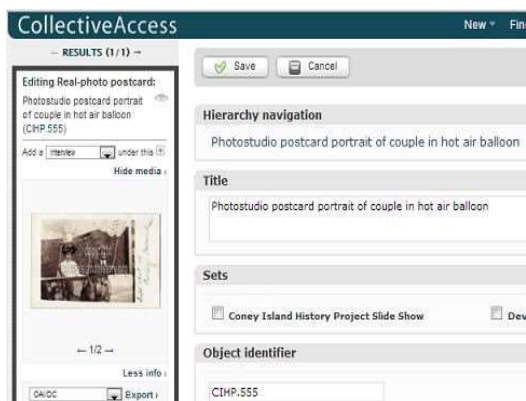 CollectiveAccess
New
Fin
← RESULTS (1/1) →
Editing Real-photo postcard:
Photostudio postcard portrait
of couple in hot air balloon
(CIHP.555)
Add a Interview under this
Hide media ›
← 1/2 →
Less info ›
OAIDC Export ›
Save Cancel
Hierarchy navigation
Photostudio postcard portrait of couple in hot air balloon
Title
Photostudio postcard portrait of couple in hot air balloon
Sets
Coney Island History Project Slide Show
Dev
Object identifier
CIHP.555